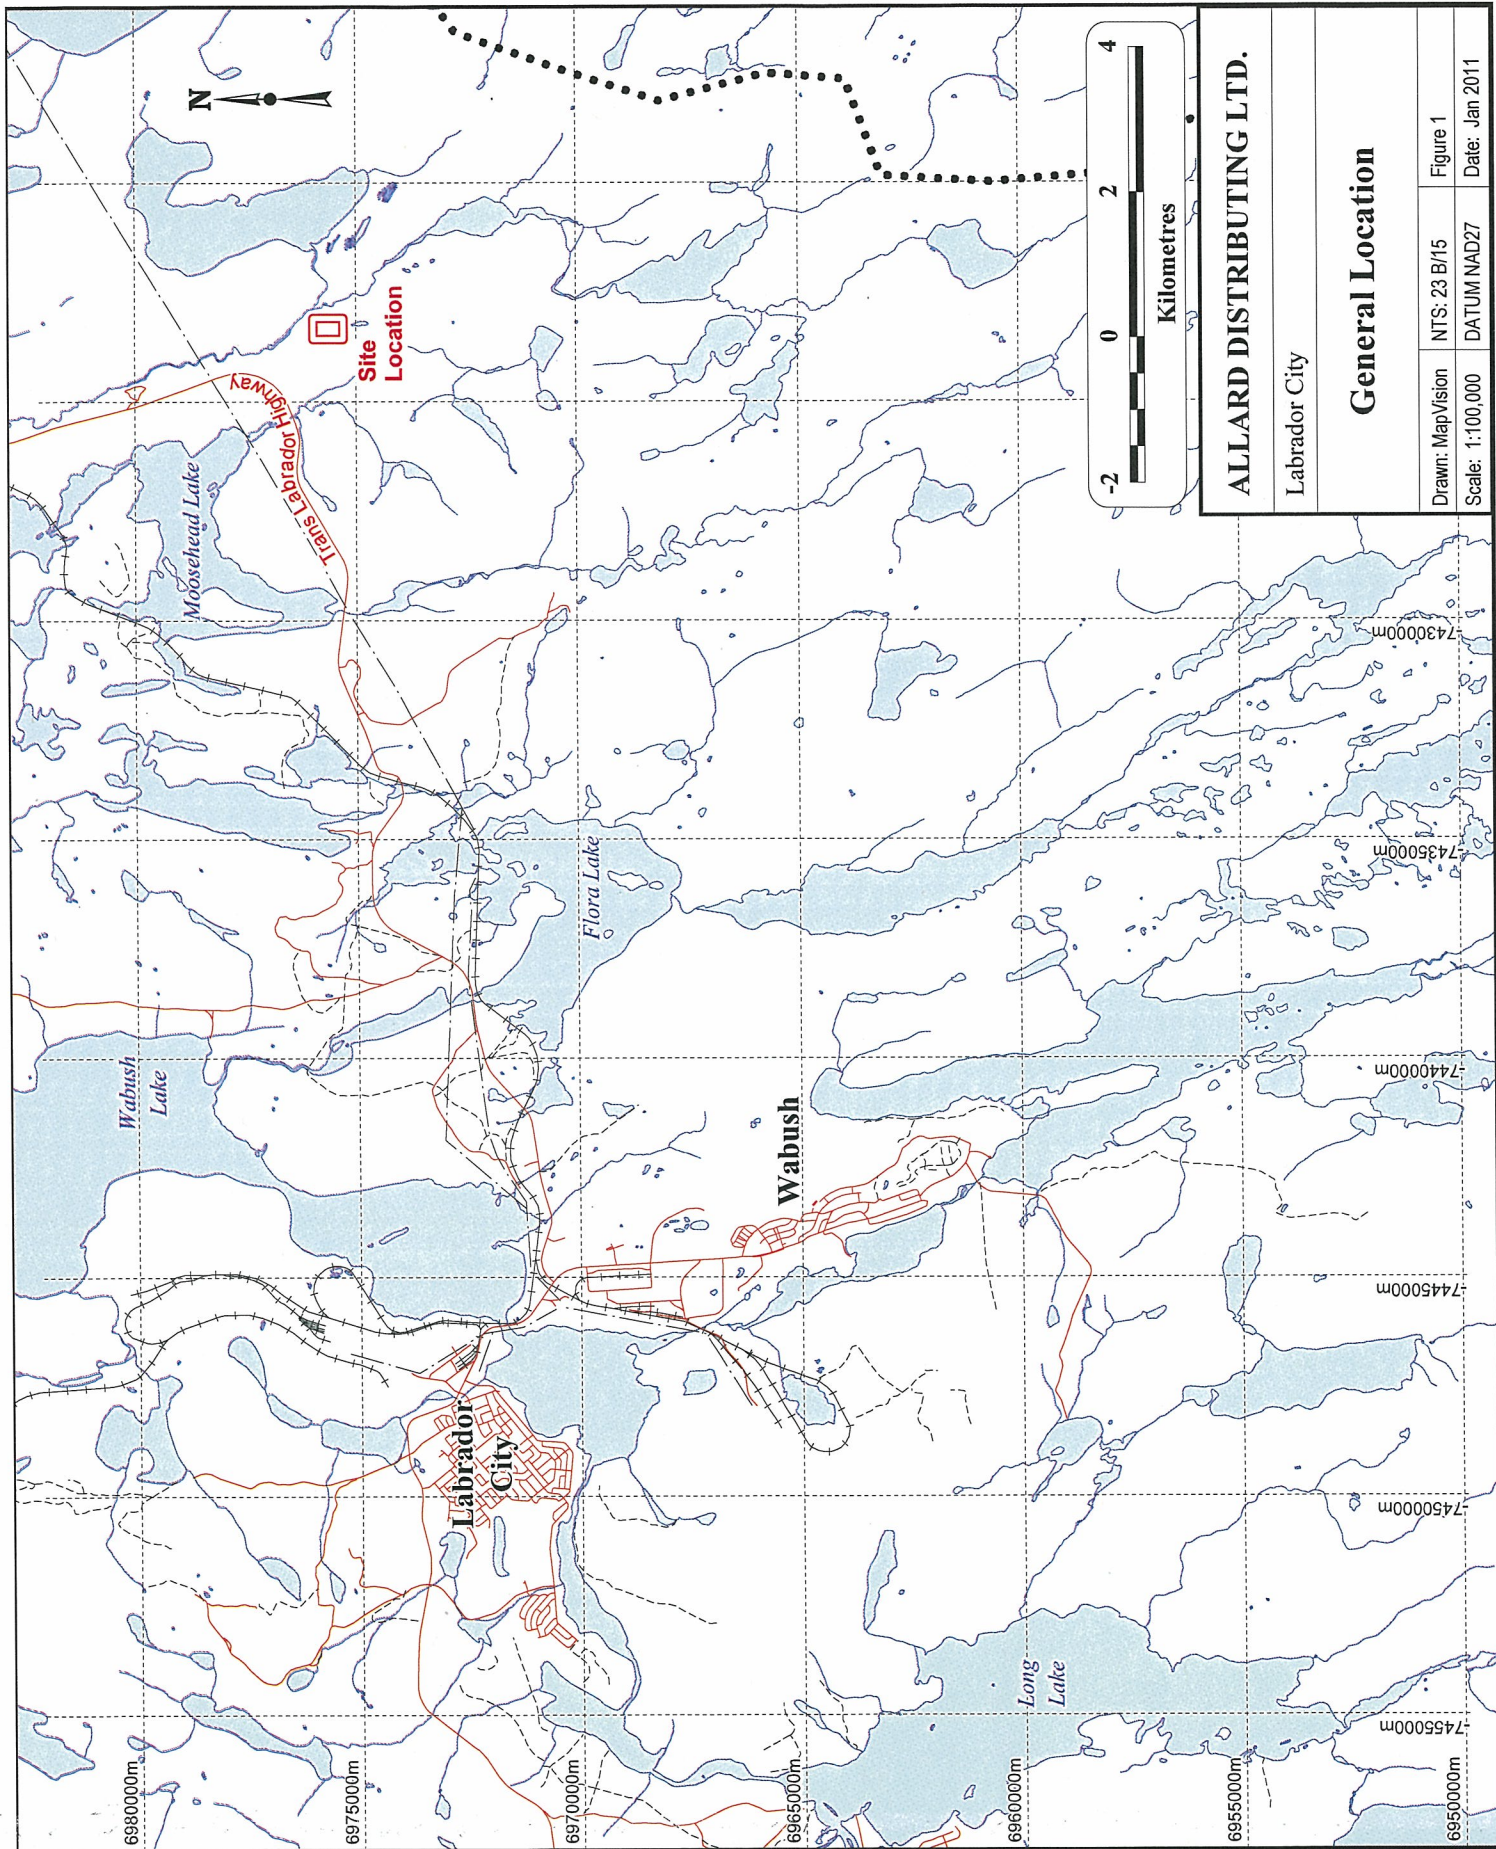 N
Site
Location
Trans Labrador Highway
Moosehead Lake
Flora Lake
Wabush
Lake
Wabush
Labrador
City
Long
Lake
6980000m
6975000m
6970000m
6965000m
6960000m
6955000m
6950000m
-7455000m
-7450000m
-7445000m
-7440000m
-7435000m
-7430000m
-2 0 2 4
Kilometres
ALLARD DISTRIBUTING LTD.
Labrador City
General Location
Drawn: MapVision NTS: 23 B/15 Figure 1
Scale: 1:100,000 DATUM NAD27 Date: Jan 2011